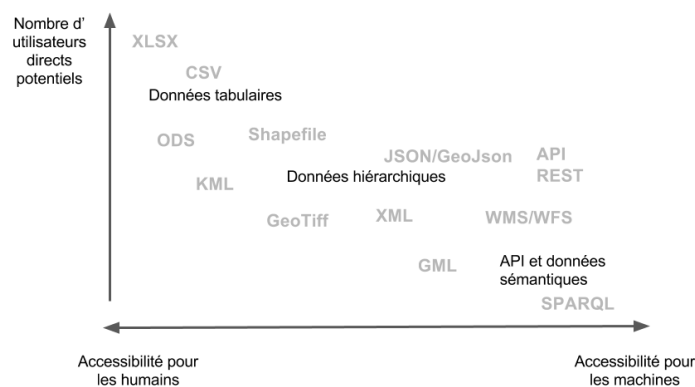 Nombre d'
utilisateurs
directs
potentiels
XLSX
CSV
Données tabulaires
ODS
Shapefile
JSON/GeoJson
API
REST
Données hiérarchiques
KML
GeoTiff
XML
WMS/WFS
GML
API et données
sémantiques
SPARQL
Accessibilité pour
les humains
Accessibilité pour
les machines